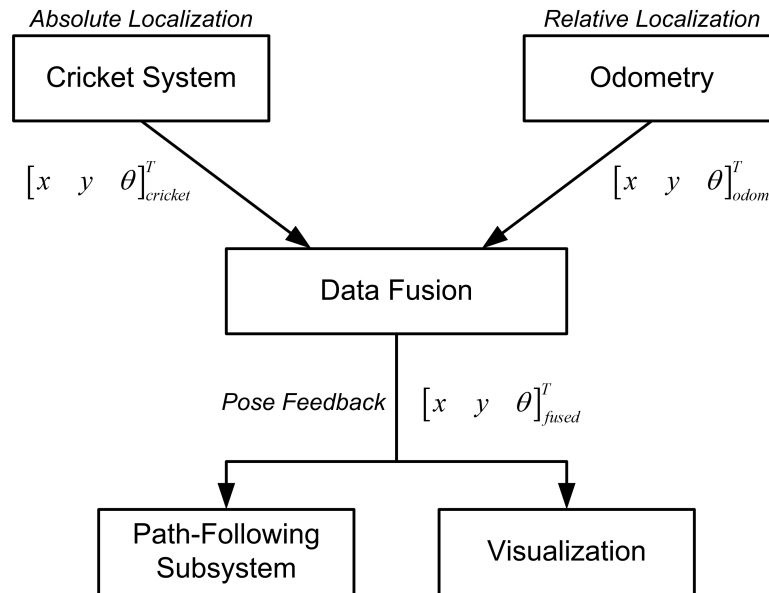 Absolute Localization
Relative Localization
Cricket System
Odometry
[x y θ]^T_cricket
[x y θ]^T_odom
Data Fusion
Pose Feedback
[x y θ]^T_fused
Path-Following
Subsystem
Visualization